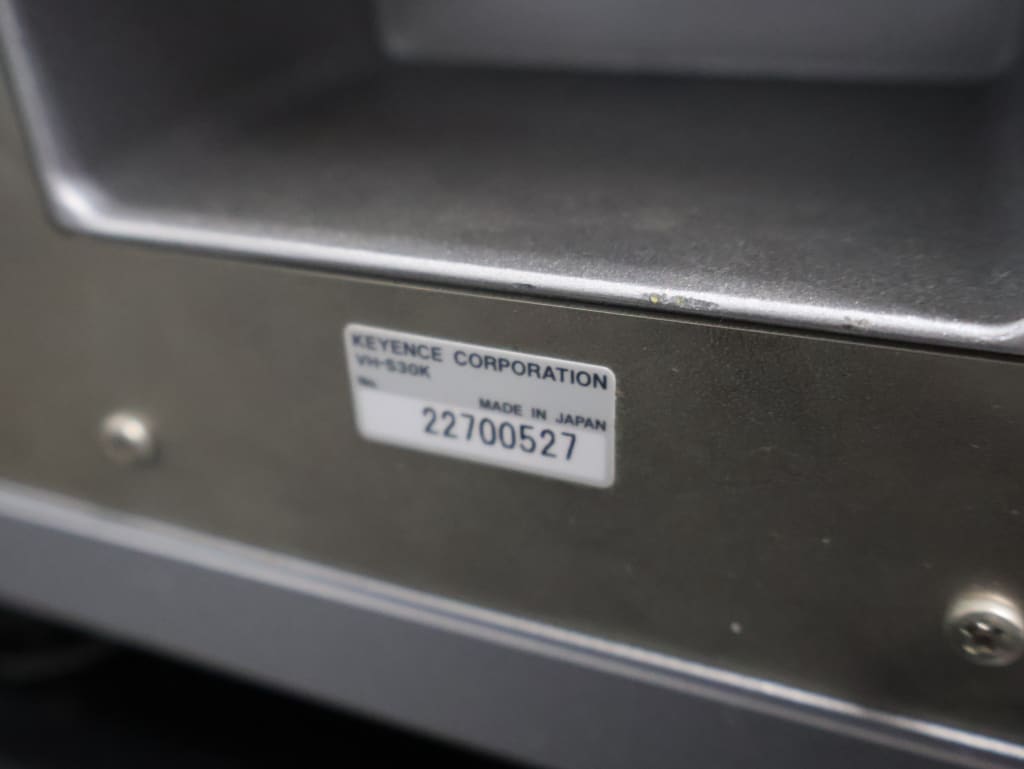 KEYENCE CORPORATION
VH-S30K
No.
MADE IN JAPAN
22700527